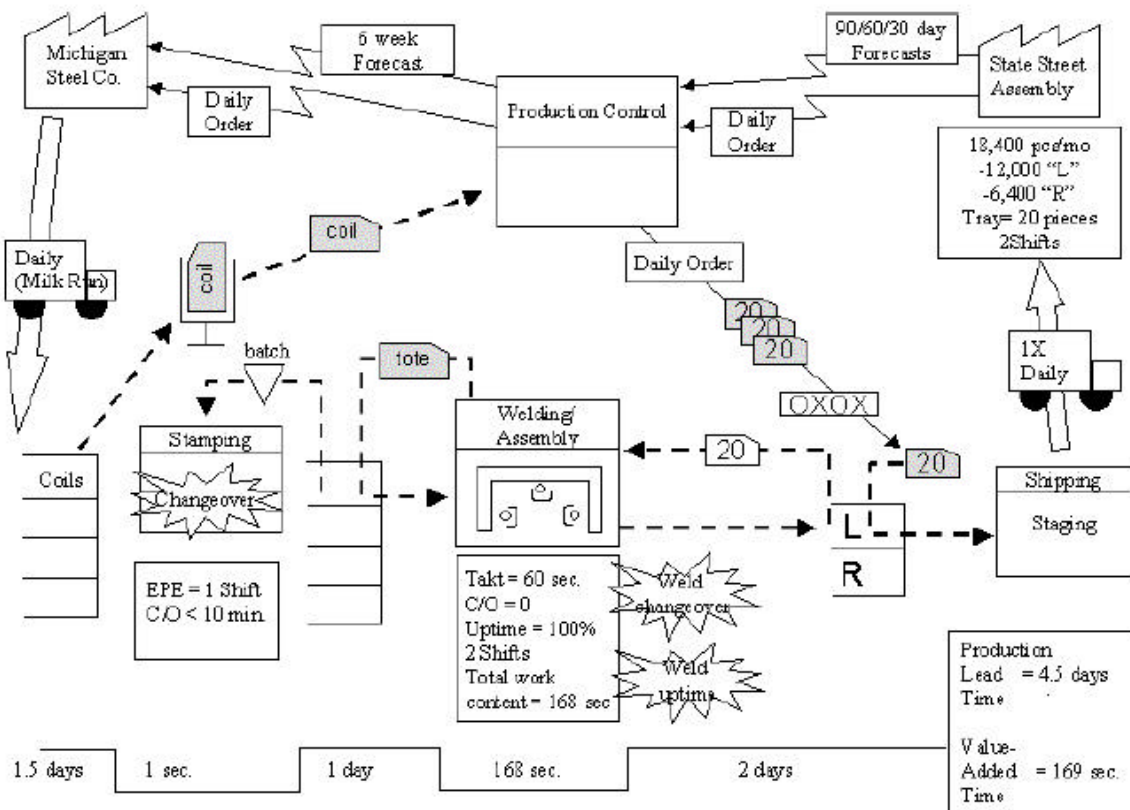 Michigan
Steel Co.
6 week
Forecast
Daily
Order
Production Control
90/60/30 day
Forecasts
Daily
Order
State Street
Assembly
18,400 pcs/mo
-12,000 “L”
-6,400 “R”
Tray= 20 pieces
2Shifts
Daily
(Milk Run)
coil
coil
Daily Order
20
20
20
1X
Daily
batch
tote
OXOX
Coils
Stamping
Changeover
Welding/
Assembly
20
20
L
R
Shipping
Staging
EPE = 1 Shift
C/O < 10 min
Takt = 60 sec.
C/O = 0
Uptime = 100%
2 Shifts
Total work
content = 168 sec
Weld
changeover
Weld
uptime
Production
Lead = 4.5 days
Time
Value-
Added = 169 sec.
Time
1.5 days
1 sec.
1 day
168 sec.
2 days